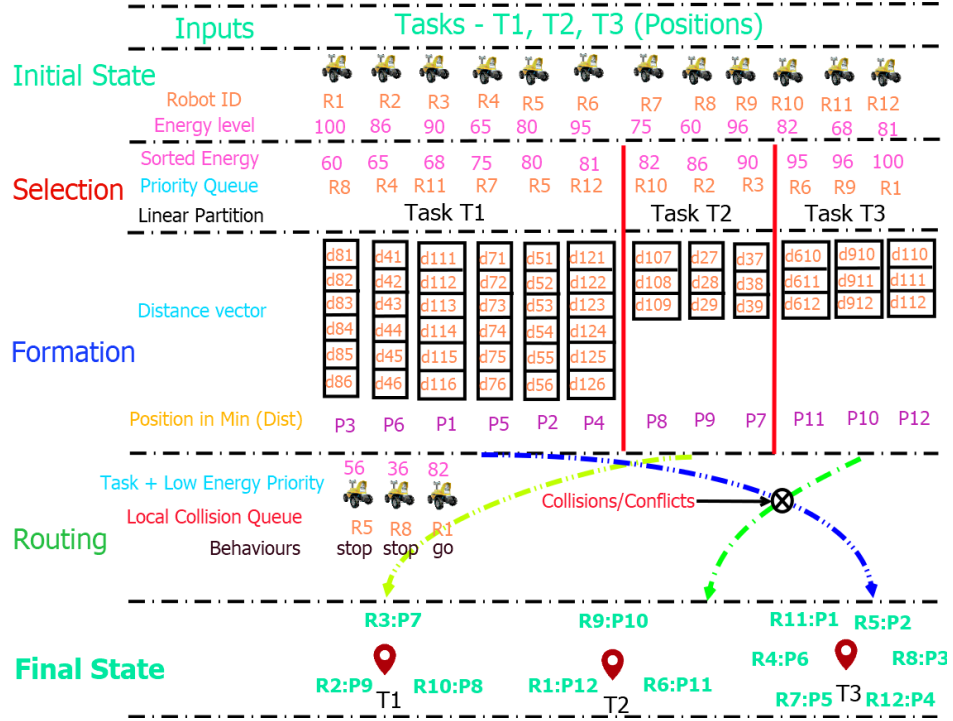 Inputs Tasks - T1, T2, T3 (Positions)
Initial State
Robot ID R1 R2 R3 R4 R5 R6 R7 R8 R9 R10 R11 R12
Energy level 100 86 90 65 80 95 75 60 96 82 68 81
Sorted Energy 60 65 68 75 80 81 82 86 90 95 96 100
Selection
Priority Queue R8 R4 R11 R7 R5 R12 R10 R2 R3 R6 R9 R1
Linear Partition Task T1 Task T2 Task T3
d81 d41 d111 d71 d51 d121 d107 d27 d37 d610 d910 d110
d82 d42 d112 d72 d52 d122 d108 d28 d38 d611 d911 d111
d83 d43 d113 d73 d53 d123 d109 d29 d39 d612 d912 d112
Distance vector
d84 d44 d114 d74 d54 d124
Formation
d85 d45 d115 d75 d55 d125
d86 d46 d116 d76 d56 d126
Position in Min (Dist) P3 P6 P1 P5 P2 P4 P8 P9 P7 P11 P10 P12
56 36 82
Task + Low Energy Priority
Collisions/Conflicts
Local Collision Queue
R5 R8 R1
Routing
Behaviours stop stop go
R3:P7 R9:P10 R11:P1 R5:P2
Final State
R4:P6 R8:P3
R2:P9 T1 R10:P8 R1:P12 T2 R6:P11 R7:P5 T3 R12:P4